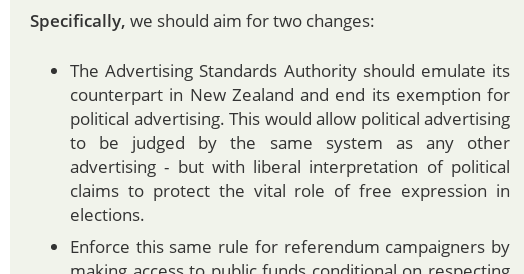 Specifically, we should aim for two changes:
• The Advertising Standards Authority should emulate its
counterpart in New Zealand and end its exemption for
political advertising. This would allow political advertising
to be judged by the same system as any other
advertising - but with liberal interpretation of political
claims to protect the vital role of free expression in
elections.
• Enforce this same rule for referendum campaigners by
making access to public funds conditional on respecting